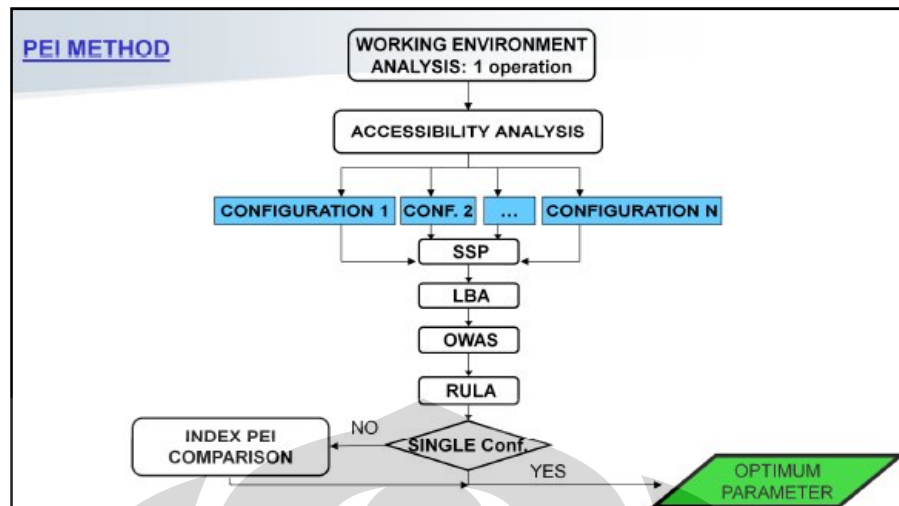 PEI METHOD
WORKING ENVIRONMENT
ANALYSIS: 1 operation
ACCESSIBILITY ANALYSIS
CONFIGURATION 1
CONF. 2
...
CONFIGURATION N
SSP
LBA
OWAS
RULA
SINGLE Conf.
NO
INDEX PEI
COMPARISON
YES
OPTIMUM
PARAMETER